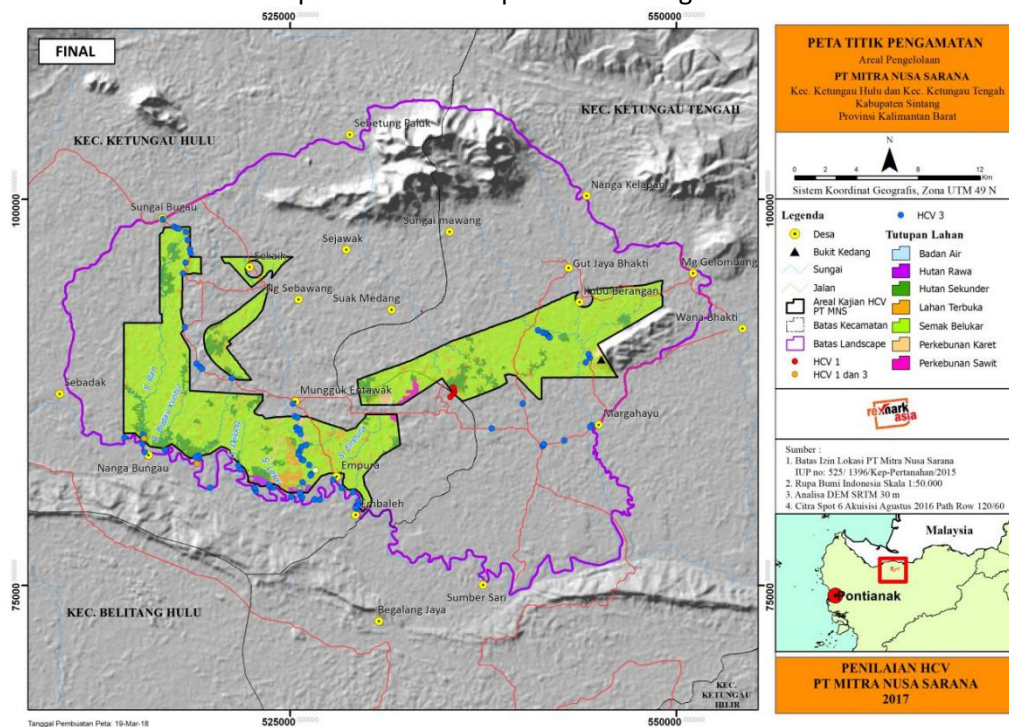 525000
550000
FINAL
KEC. KETUNGAU TENGAH
KEC. KETUNGAU HULU
Sebetung Paluk
Nanga Kelapan
100000
100000
Sungai Bugau
Sungai mawang
Sejawak
Sekaih
Gut Jaya Bhakti
Mg Gelombang
Ng Sebawang
Suak Medang
Kubu Berangan
Wana Bhakti
Sebadak
Mungguk Entawak
Margahayu
Nanga Bungau
S. Empura
Empura
Embaleh
75000
75000
Sumber Sari
KEC. BELITANG HULU
Begalang Jaya
KEC.
KETUNGAU
HILIR
525000
550000
Tanggal Pembuatan Peta: 19-Mar-18
PETA TITIK PENGAMATAN
Areal Pengelolaan
PT MITRA NUSA SARANA
Kec. Ketungau Hulu dan Kec. Ketungau Tengah
Kabupaten Sintang
Provinsi Kalimantan Barat
N
0 2 4 8 12
Km
Sistem Koordinat Geografis, Zona UTM 49 N
Legenda
Desa
Bukit Kedang
Sungai
Jalan
Areal Kajian HCV
PT MNS
Batas Kecamatan
Batas Landscape
HCV 1
HCV 1 dan 3
HCV 3
Tutupan Lahan
Badan Air
Hutan Rawa
Hutan Sekunder
Lahan Terbuka
Semak Belukar
Perkebunan Karet
Perkebunan Sawit
remark
asia
Sumber :
1. Batas Izin Lokasi PT Mitra Nusa Sarana
IUP no: 525/ 1396/Kep-Pertanahan/2015
2. Rupa Bumi Indonesia Skala 1:50.000
3. Analisa DEM SRTM 30 m
4. Citra Spot 6 Akuisisi Agustus 2016 Path Row 120/60
Malaysia
Pontianak
PENILAIAN HCV
PT MITRA NUSA SARANA
2017